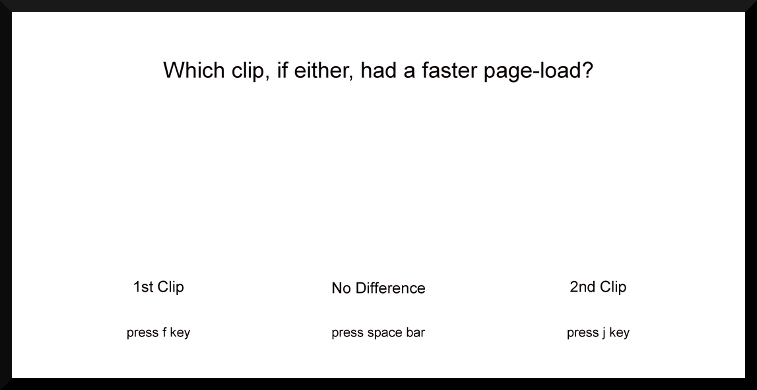 Which clip, if either, had a faster page-load?
1st Clip
No Difference
2nd Clip
press f key
press space bar
press j key